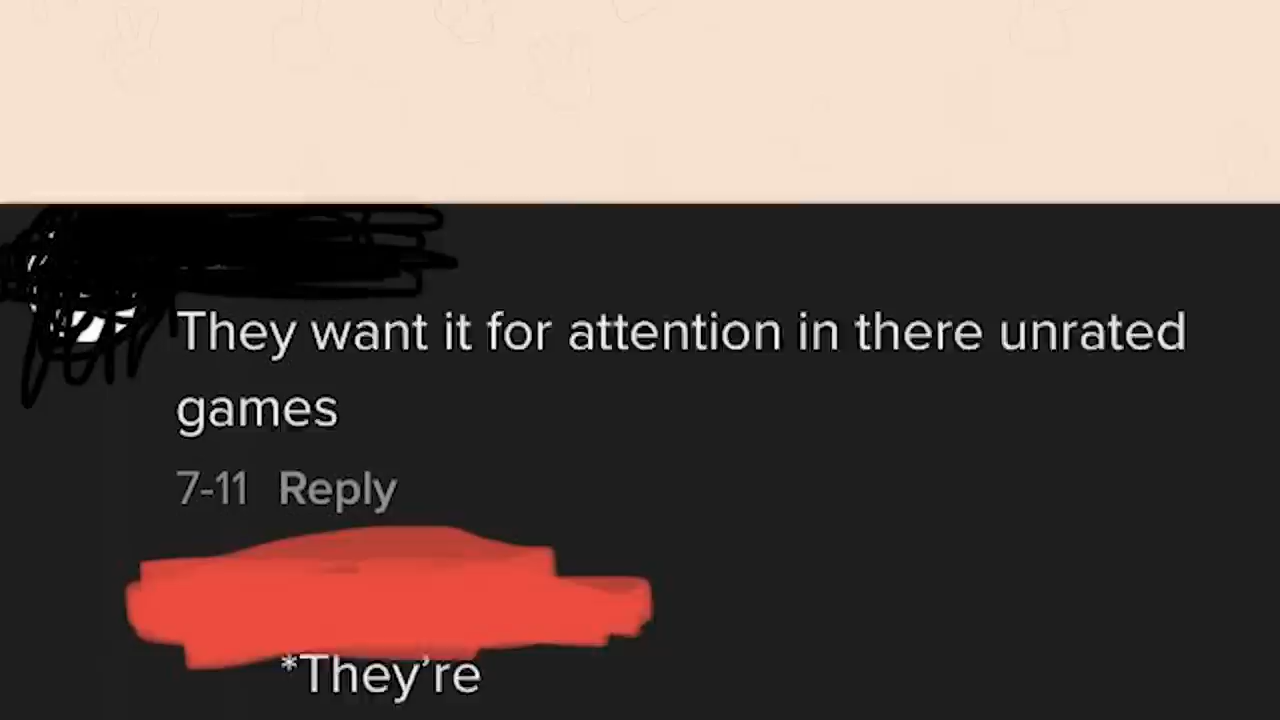 They want it for attention in there unrated
games
7-11 Reply
*They’re